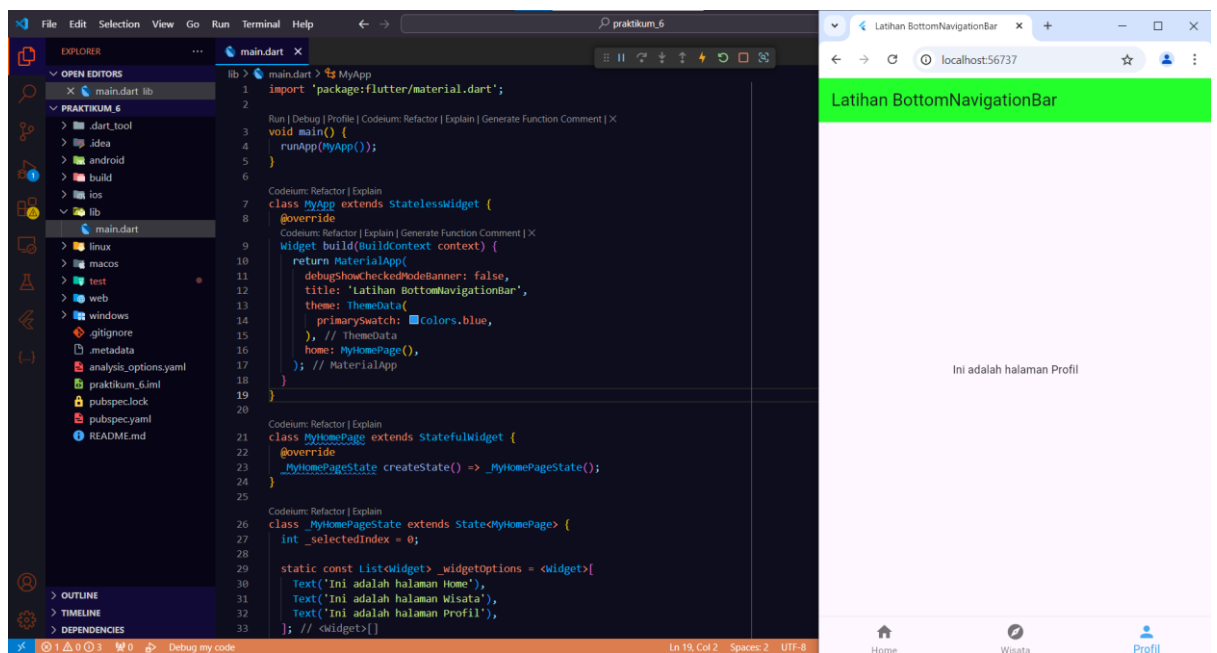 File Edit Selection View Go Run Terminal Help
praktikum_6
EXPLORER
OPEN EDITORS
main.dart lib
PRAKTIKUM_6
.dart_tool
.idea
android
build
ios
lib
main.dart
linux
macos
test
web
windows
.gitignore
.metadata
analysis_options.yaml
praktikum_6.iml
pubspec.lock
pubspec.yaml
README.md
OUTLINE
TIMELINE
DEPENDENCIES
1
main.dart
lib > main.dart > MyApp
1 import 'package:flutter/material.dart';
2
Run | Debug | Profile | Codeium: Refactor | Explain | Generate Function Comment | X
3 void main() {
4 runApp(MyApp());
5 }
6
Codeium: Refactor | Explain
7 class MyApp extends StatelessWidget {
8 @override
Codeium: Refactor | Explain | Generate Function Comment | X
9 Widget build(BuildContext context) {
10 return MaterialApp(
11 debugShowCheckedModeBanner: false,
12 title: 'Latihan BottomNavigationBar',
13 theme: ThemeData(
14 primarySwatch: Colors.blue,
15 ), // ThemeData
16 home: MyHomePage(),
17 ); // MaterialApp
18 }
19 }
20
Codeium: Refactor | Explain
21 class MyHomePage extends StatefulWidget {
22 @override
23 _MyHomePageState createState() => _MyHomePageState();
24 }
25
Codeium: Refactor | Explain
26 class _MyHomePageState extends State<MyHomePage> {
27 int _selectedIndex = 0;
28
29 static const List<Widget> _widgetOptions = <Widget>[
30 Text('Ini adalah halaman Home'),
31 Text('Ini adalah halaman Wisata'),
32 Text('Ini adalah halaman Profil'),
33 ]; // <Widget>[]
1 0 3 0 Debug my code
Ln 19, Col 2 Spaces: 2 UTF-8
Latihan BottomNavigationBar
localhost:56737
Latihan BottomNavigationBar
Ini adalah halaman Profil
Home Wisata Profil